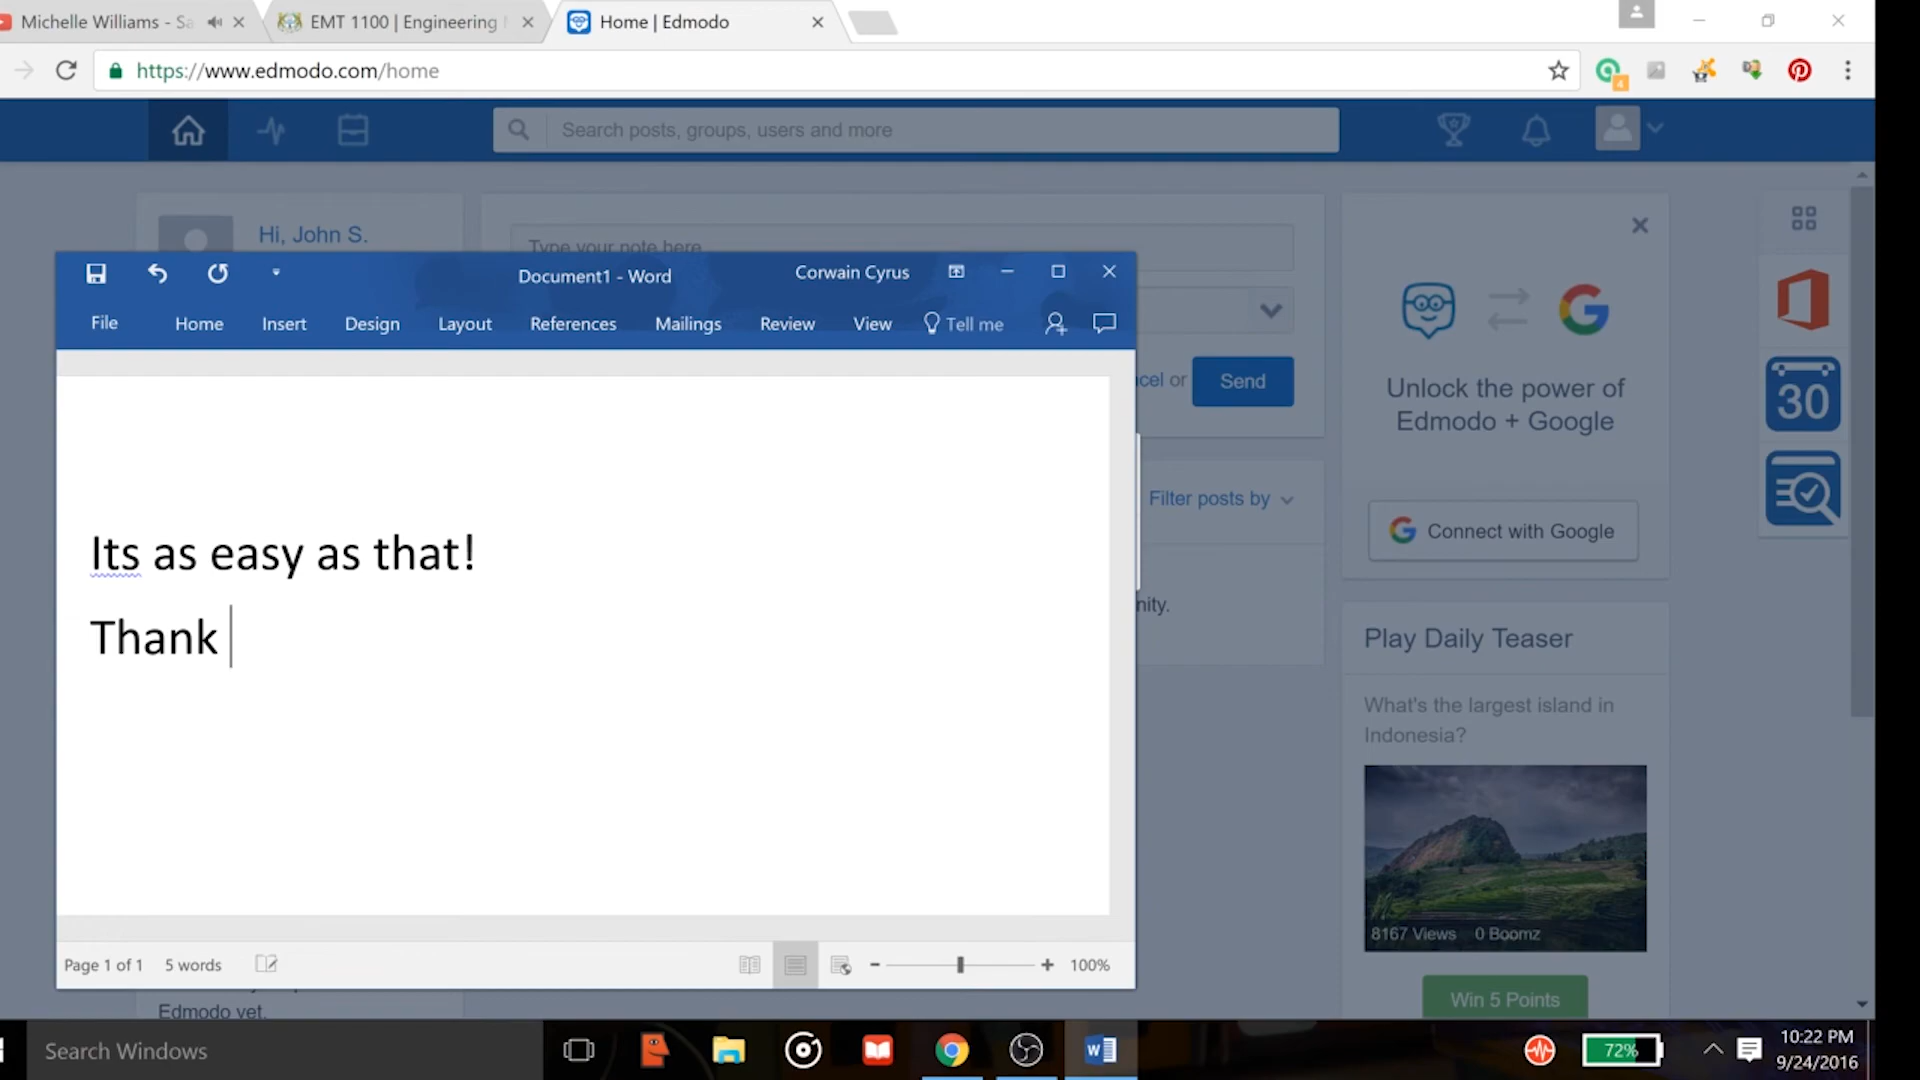 Michelle Williams - Sa
EMT 1100 | Engineering
Home | Edmodo
https://www.edmodo.com/home
4
Search posts, groups, users and more
Hi, John S.
Type your note here
Document1 - Word
Corwain Cyrus
File Home Insert Design Layout References Mailings Review View Tell me
ncel or
Send
Unlock the power of
Edmodo + Google
30
Filter posts by
Connect with Google
Its as easy as that!
nity.
Thank
Play Daily Teaser
What's the largest island in
Indonesia?
8167 Views 0 Boomz
Page 1 of 1 5 words
100%
Win 5 Points
Edmodo yet.
Search Windows
72%
10:22 PM
9/24/2016